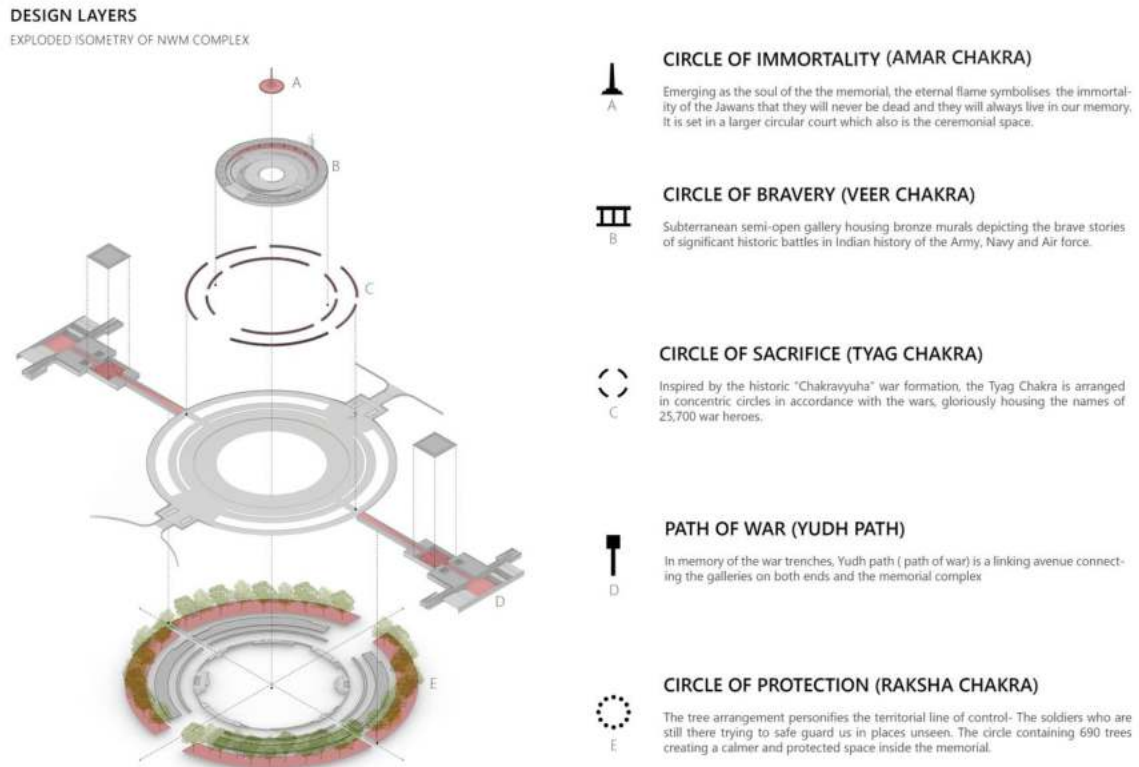 DESIGN LAYERS
EXPLODED ISOMETRY OF NWM COMPLEX
A
B
C
D
E
A
CIRCLE OF IMMORTALITY (AMAR CHAKRA)
Emerging as the soul of the the memorial, the eternal flame symbolises the immortal-
ity of the Jawans that they will never be dead and they will always live in our memory.
It is set in a larger circular court which also is the ceremonial space.
B
CIRCLE OF BRAVERY (VEER CHAKRA)
Subterranean semi-open gallery housing bronze murals depicting the brave stories
of significant historic battles in Indian history of the Army, Navy and Air force.
C
CIRCLE OF SACRIFICE (TYAG CHAKRA)
Inspired by the historic "Chakravyuha" war formation, the Tyag Chakra is arranged
in concentric circles in accordance with the wars, gloriously housing the names of
25,700 war heroes.
D
PATH OF WAR (YUDH PATH)
In memory of the war trenches, Yudh path ( path of war) is a linking avenue connect-
ing the galleries on both ends and the memorial complex
E
CIRCLE OF PROTECTION (RAKSHA CHAKRA)
The tree arrangement personifies the territorial line of control- The soldiers who are
still there trying to safe guard us in places unseen. The circle containing 690 trees
creating a calmer and protected space inside the memorial.